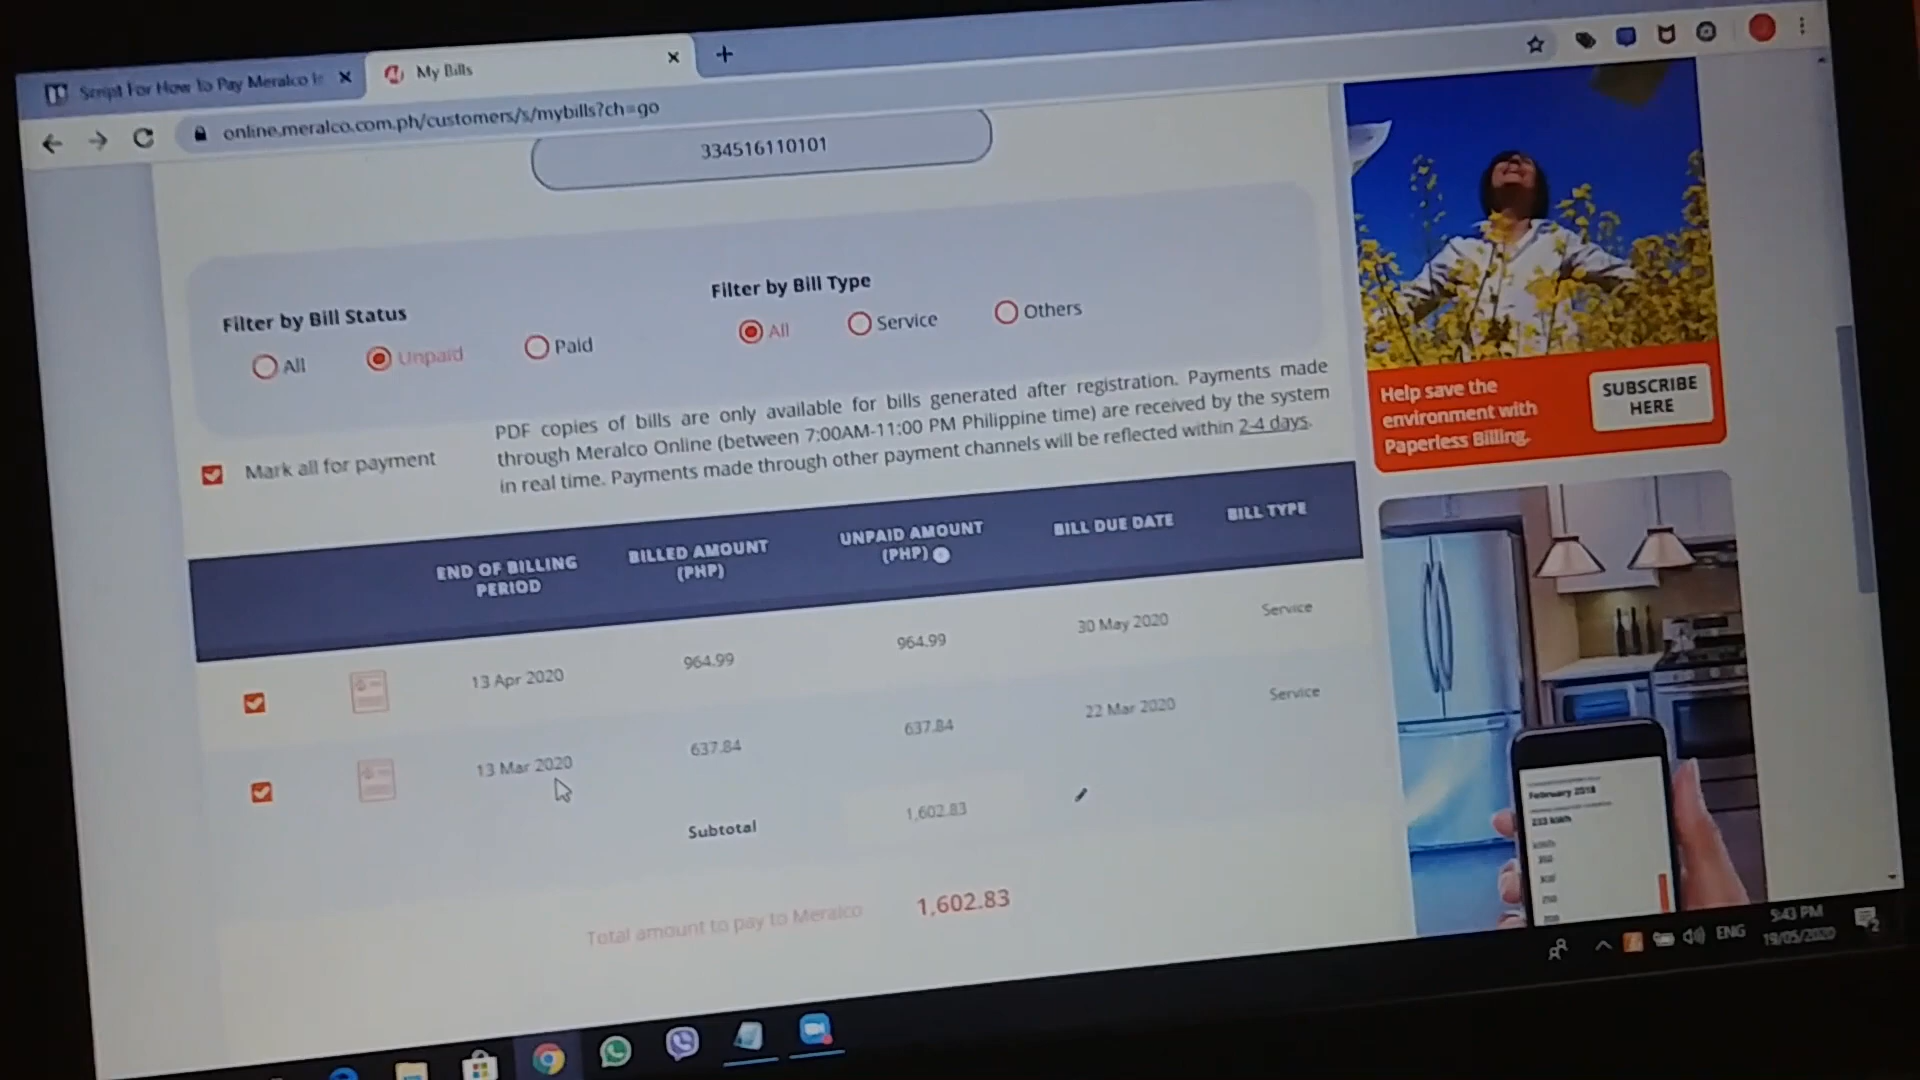 Script For How to Pay Meralco
My Bills
online.meralco.com.ph/customers/s/mybills?ch=go
334516110101
Filter by Bill Status
All
Unpaid
Paid
Filter by Bill Type
All
Service
Others
Mark all for payment
PDF copies of bills are only available for bills generated after registration. Payments made
through Meralco Online (between 7:00AM-11:00 PM Philippine time) are received by the system
in real time. Payments made through other payment channels will be reflected within 2-4 days.
END OF BILLING
PERIOD
BILLED AMOUNT
(PHP)
UNPAID AMOUNT
(PHP)
BILL DUE DATE
BILL TYPE
13 Apr 2020 964.99 964.99 30 May 2020 Service
13 Mar 2020 637.84 637.84 22 Mar 2020 Service
Subtotal 1,602.83
Total amount to pay to Meralco 1,602.83
Help save the
environment with
Paperless Billing.
SUBSCRIBE
HERE
February 2018
233 kWh
ENG
5:43 PM
19/05/2020
2